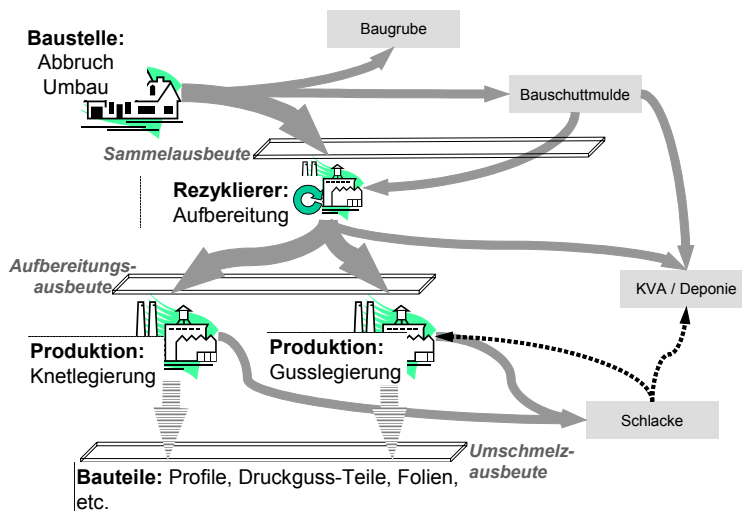 Baustelle:
Abbruch
Umbau
Baugrube
Bauschuttmulde
Sammelausbeute
Rezyklierer:
Aufbereitung
Aufbereitungs-
ausbeute
KVA / Deponie
Produktion:
Knetlegierung
Produktion:
Gusslegierung
Schlacke
Umschmelz-
ausbeute
Bauteile: Profile, Druckguss-Teile, Folien,
etc.